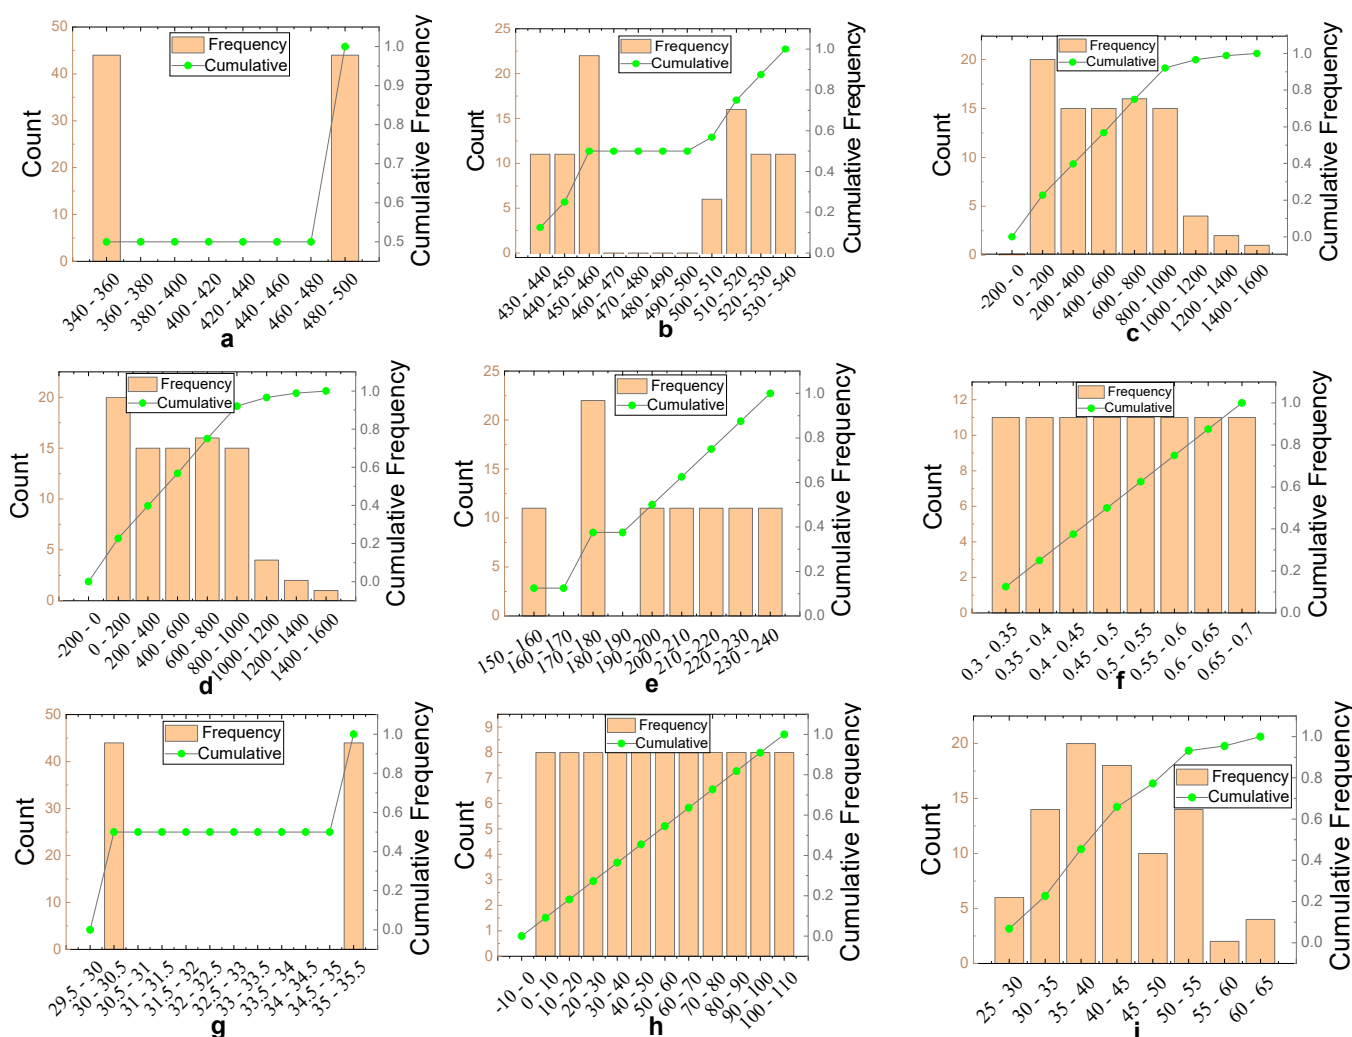 50
45
40
35
30
25
20
15
10
5
0
Count
Frequency
Cumulative
1.0
0.9
0.8
0.7
0.6
0.5
Cumulative Frequency
340 - 360
360 - 380
380 - 400
400 - 420
420 - 440
440 - 460
460 - 480
480 - 500
a
25
20
15
10
5
0
Count
Frequency
Cumulative
1.0
0.8
0.6
0.4
0.2
0.0
Cumulative Frequency
430 - 440
440 - 450
450 - 460
460 - 470
470 - 480
480 - 490
490 - 500
500 - 510
510 - 520
520 - 530
530 - 540
b
20
15
10
5
0
Count
Frequency
Cumulative
1.0
0.8
0.6
0.4
0.2
0.0
Cumulative Frequency
-200 - 0
0 - 200
200 - 400
400 - 600
600 - 800
800 - 1000
1000 - 1200
1200 - 1400
1400 - 1600
c
20
15
10
5
0
Count
Frequency
Cumulative
1.0
0.8
0.6
0.4
0.2
0.0
Cumulative Frequency
-200 - 0
0 - 200
200 - 400
400 - 600
600 - 800
800 - 1000
1000 - 1200
1200 - 1400
1400 - 1600
d
25
20
15
10
5
0
Count
Frequency
Cumulative
1.0
0.8
0.6
0.4
0.2
0.0
Cumulative Frequency
150 - 160
160 - 170
170 - 180
180 - 190
190 - 200
200 - 210
210 - 220
220 - 230
230 - 240
e
12
10
8
6
4
2
0
Count
Frequency
Cumulative
1.0
0.8
0.6
0.4
0.2
0.0
Cumulative Frequency
0.3 - 0.35
0.35 - 0.4
0.4 - 0.45
0.45 - 0.5
0.5 - 0.55
0.55 - 0.6
0.6 - 0.65
0.65 - 0.7
f
50
40
30
20
10
0
Count
Frequency
Cumulative
1.0
0.8
0.6
0.4
0.2
0.0
Cumulative Frequency
29.5 - 30
30 - 30.5
30.5 - 31
31 - 31.5
31.5 - 32
32 - 32.5
32.5 - 33
33 - 33.5
33.5 - 34
34 - 34.5
34.5 - 35
35 - 35.5
g
9
8
7
6
5
4
3
2
1
0
Count
Frequency
Cumulative
1.0
0.8
0.6
0.4
0.2
0.0
Cumulative Frequency
-10 - 0
0 - 10
10 - 20
20 - 30
30 - 40
40 - 50
50 - 60
60 - 70
70 - 80
80 - 90
90 - 100
100 - 110
h
20
15
10
5
0
Count
Frequency
Cumulative
1.0
0.8
0.6
0.4
0.2
0.0
Cumulative Frequency
25 - 30
30 - 35
35 - 40
40 - 45
45 - 50
50 - 55
55 - 60
60 - 65
i